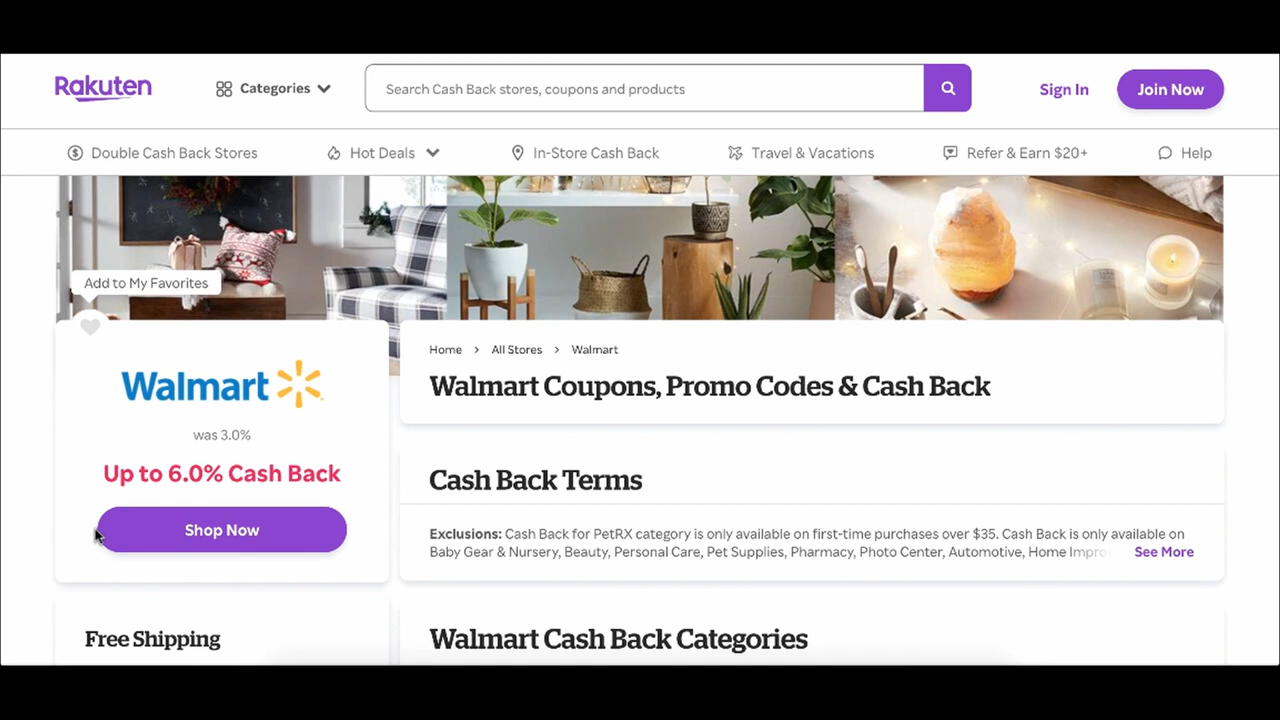 Rakuten
Categories
Search Cash Back stores, coupons and products
Sign In
Join Now
Double Cash Back Stores
Hot Deals
In-Store Cash Back
Travel & Vacations
Refer & Earn $20+
Help
Add to My Favorites
Walmart
was 3.0%
Up to 6.0% Cash Back
Shop Now
Free Shipping
Home > All Stores > Walmart
Walmart Coupons, Promo Codes & Cash Back
Cash Back Terms
Exclusions: Cash Back for PetRX category is only available on first-time purchases over $35. Cash Back is only available on
Baby Gear & Nursery, Beauty, Personal Care, Pet Supplies, Pharmacy, Photo Center, Automotive, Home Impro
See More
Walmart Cash Back Categories